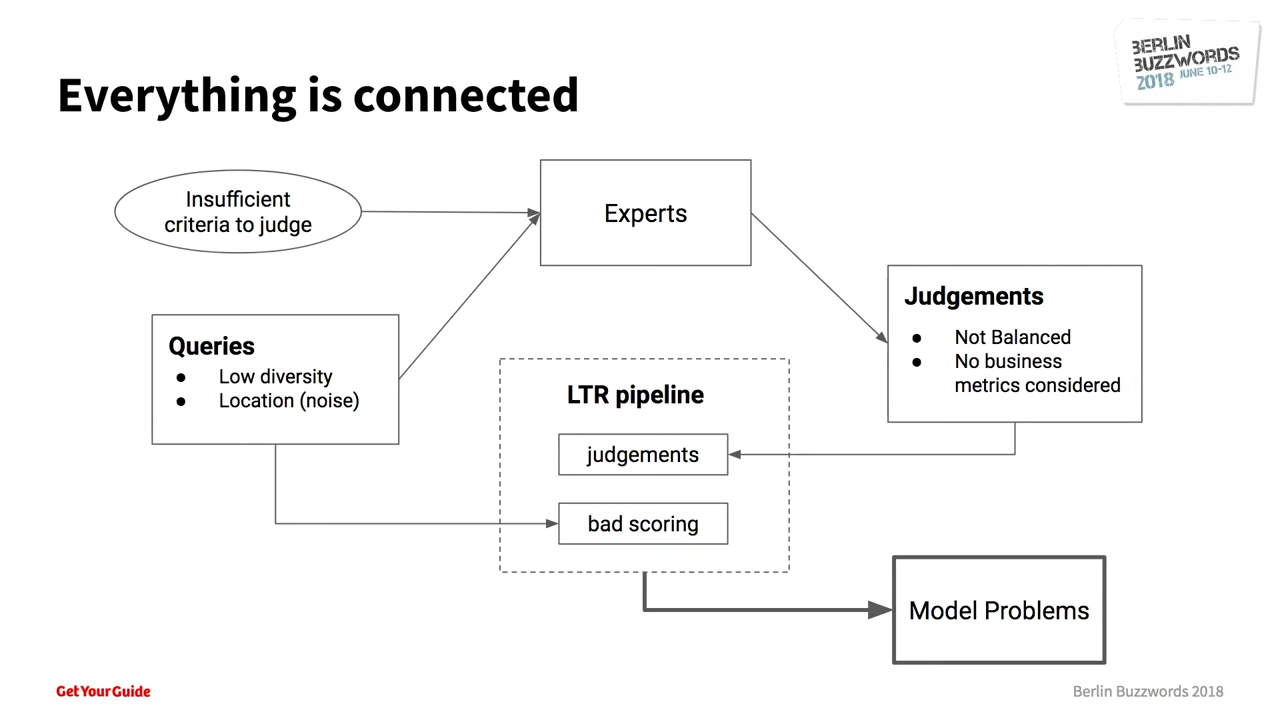 BERLIN
BUZZWORDS
2018 JUNE 10-12
Everything is connected
Insufficient
criteria to judge
Experts
Judgements
● Not Balanced
● No business
metrics considered
Queries
● Low diversity
● Location (noise)
LTR pipeline
judgements
bad scoring
Model Problems
GetYourGuide
Berlin Buzzwords 2018